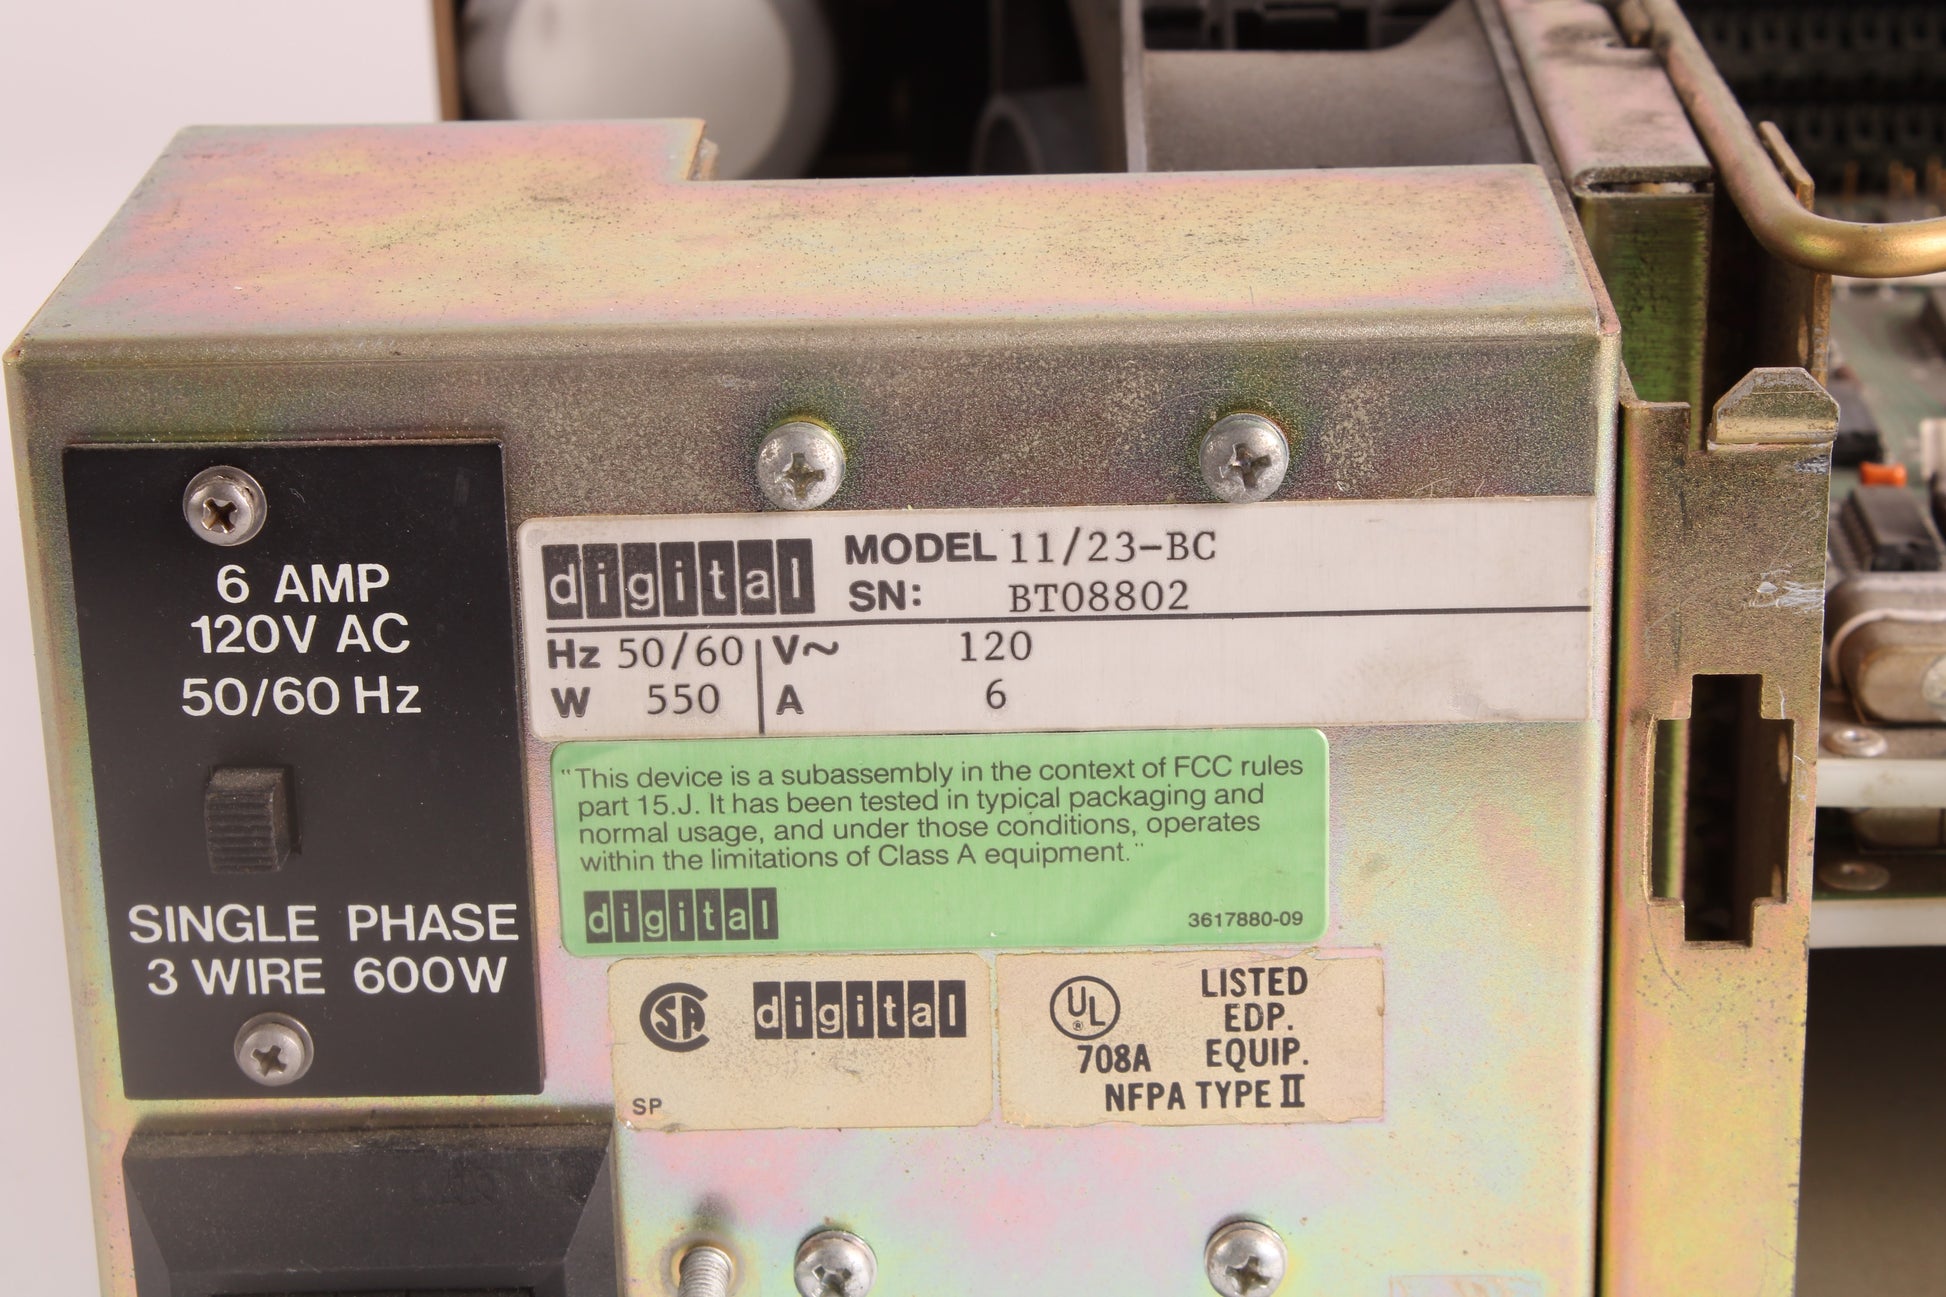 6 AMP
120V AC
50/60 Hz
SINGLE PHASE
3 WIRE 600W
digital MODEL 11/23-BC
SN: BT08802
Hz 50/60 V~ 120
W 550 A 6
"This device is a subassembly in the context of FCC rules
part 15.J. It has been tested in typical packaging and
normal usage, and under those conditions, operates
within the limitations of Class A equipment."
digital 3617880-09
SA digital
SP
UL LISTED
® EDP.
708A EQUIP.
NFPA TYPE II